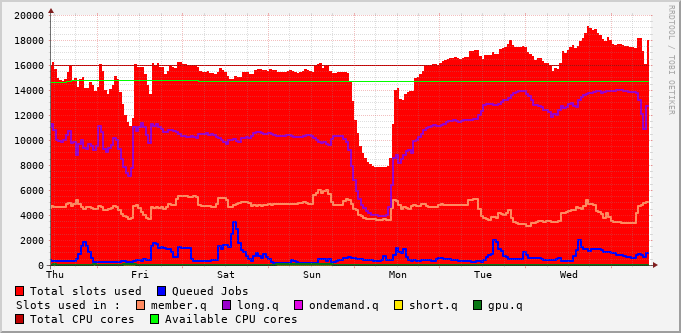 20000
18000
16000
14000
12000
10000
8000
6000
4000
2000
0
Thu Fri Sat Sun Mon Tue Wed
Total slots used Queued Jobs
Slots used in : member.q long.q ondemand.q short.q gpu.q
Total CPU cores Available CPU cores
RRDTOOL / TOBI OETIKER